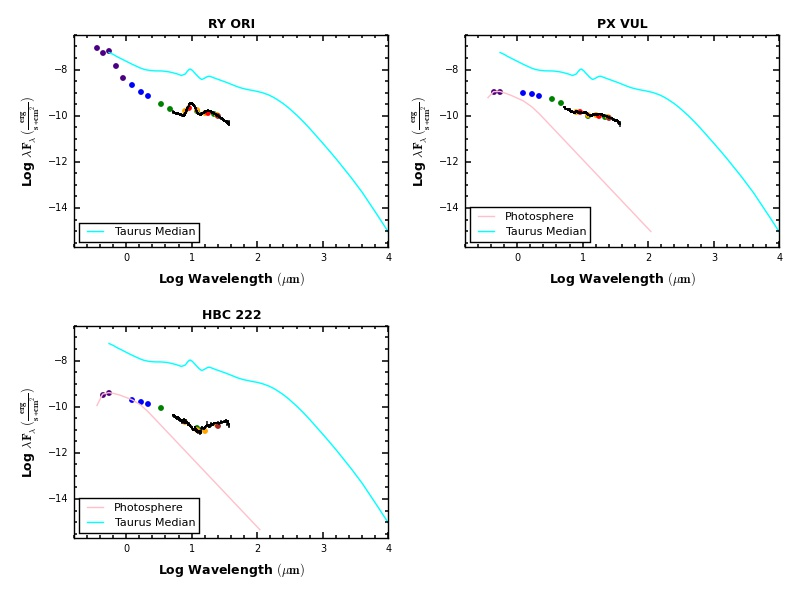 RY ORI
Log λF_λ (erg / s*cm²)
−8
−10
−12
−14
0 1 2 3 4
Log Wavelength (μm)
Taurus Median
PX VUL
Log λF_λ (erg / s*cm²)
−8
−10
−12
−14
0 1 2 3 4
Log Wavelength (μm)
Photosphere
Taurus Median
HBC 222
Log λF_λ (erg / s*cm²)
−8
−10
−12
−14
0 1 2 3 4
Log Wavelength (μm)
Photosphere
Taurus Median